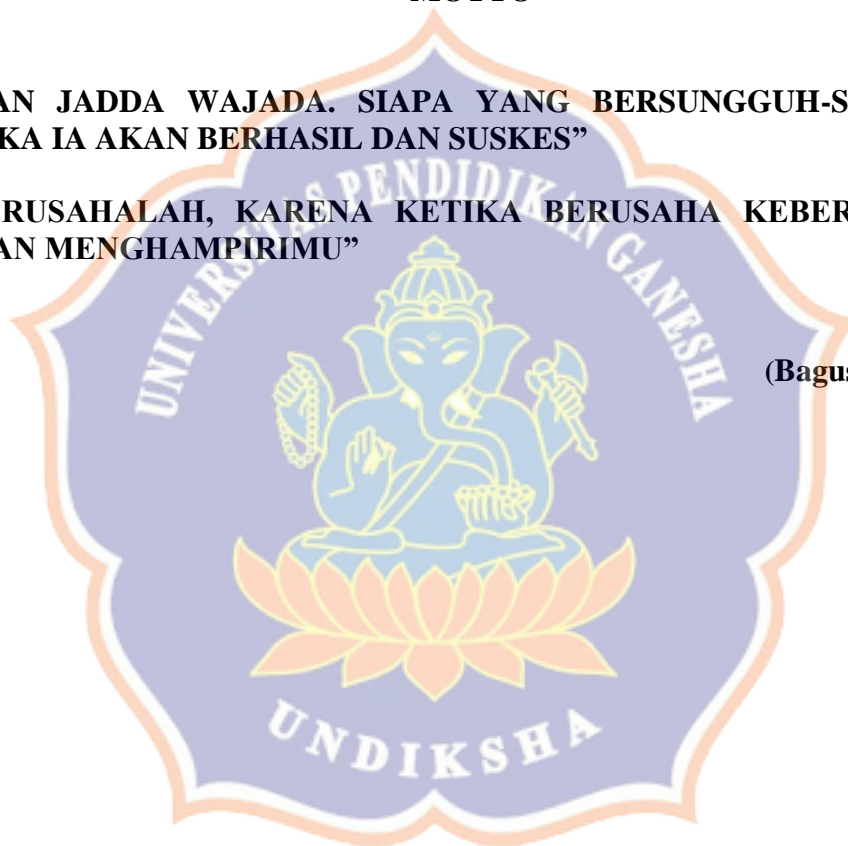 AN JADDA WAJADA. SIAPA YANG BERSUNGGUH-S
KA IA AKAN BERHASIL DAN SUSKES”
RUSAHALAH, KARENA KETIKA BERUSAHA KEBER
AN MENGHAMPIRIMU”
(Bagus
UNIVERSITAS PENDIDIKAN GANESHA
UNDIKSHA